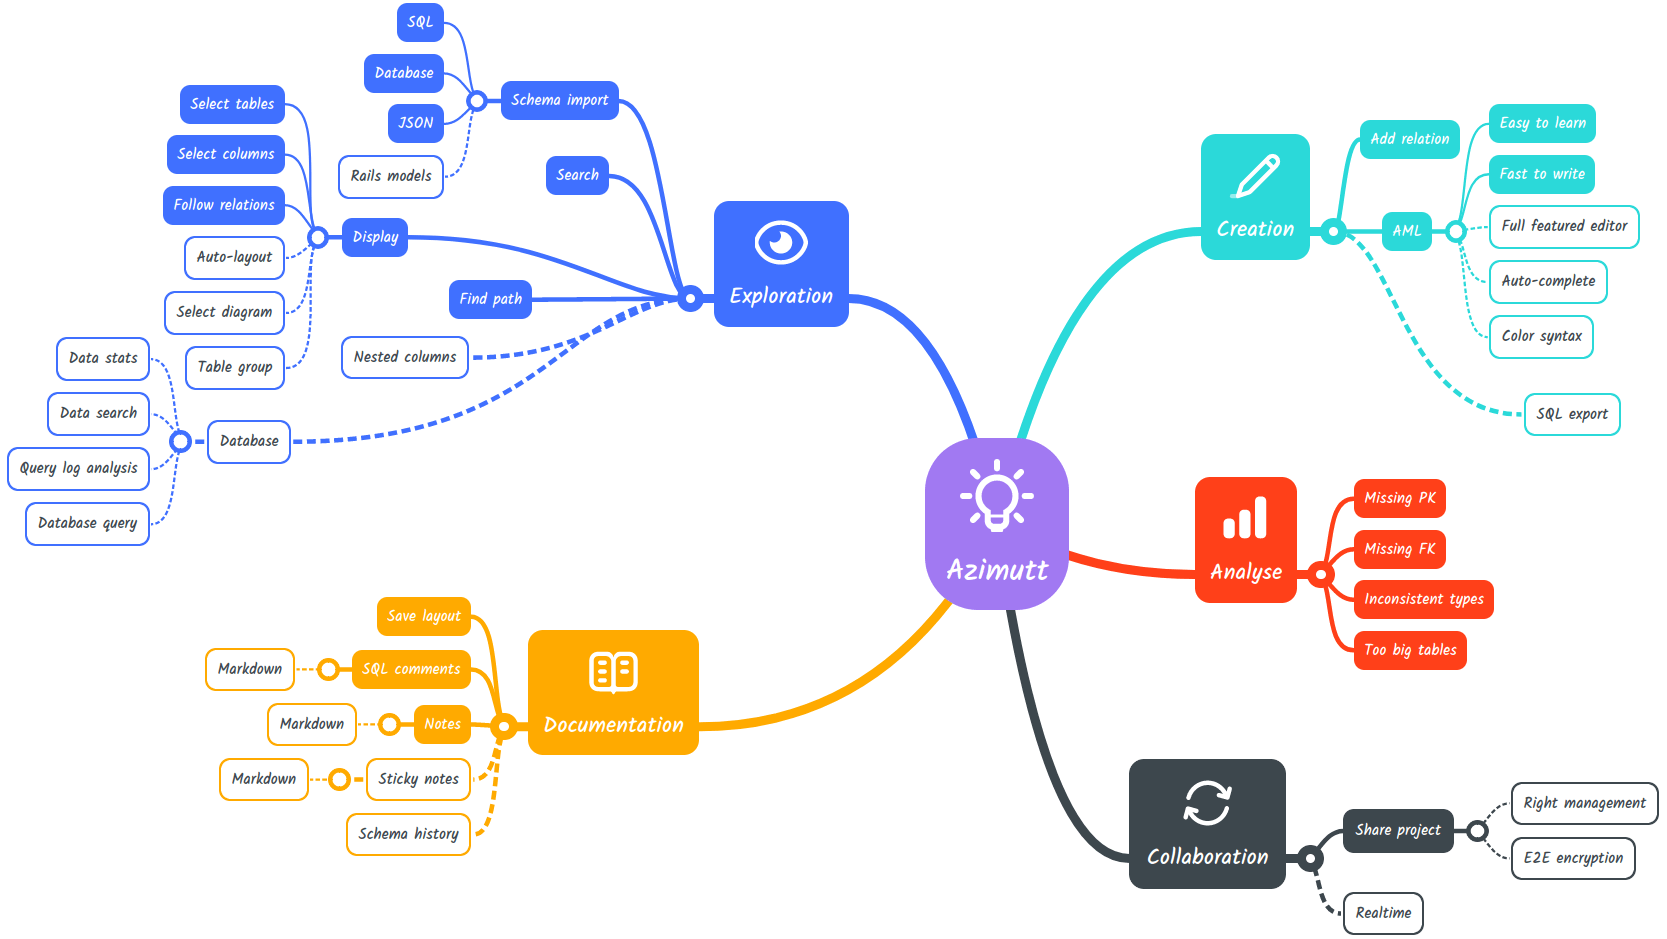 SQL
Database
JSON
Rails models
Schema import
Search
Select tables
Select columns
Follow relations
Auto-layout
Select diagram
Table group
Display
Find path
Nested columns
Data stats
Data search
Query log analysis
Database query
Database
Exploration
Creation
Add relation
AML
Easy to learn
Fast to write
Full featured editor
Auto-complete
Color syntax
SQL export
Azimutt
Analyse
Missing PK
Missing FK
Inconsistent types
Too big tables
Save layout
Markdown
SQL comments
Markdown
Notes
Markdown
Sticky notes
Schema history
Documentation
Collaboration
Share project
Right management
E2E encryption
Realtime